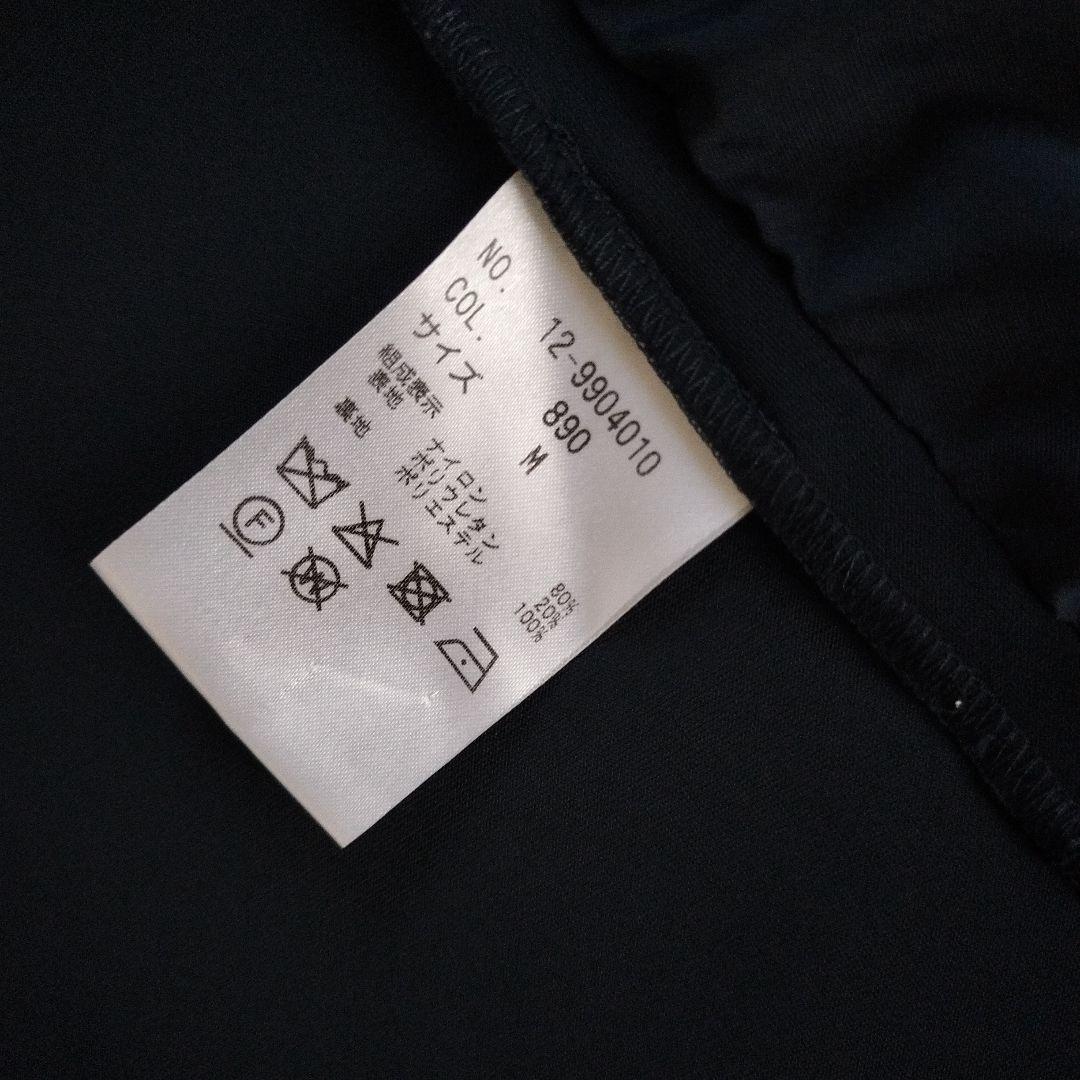 NO. 12-9904010
COL. 890
サイズ M
組成表示
表地 ナイロン 80%
ポリウレタン 20%
裏地 ポリエステル 100%
F
W